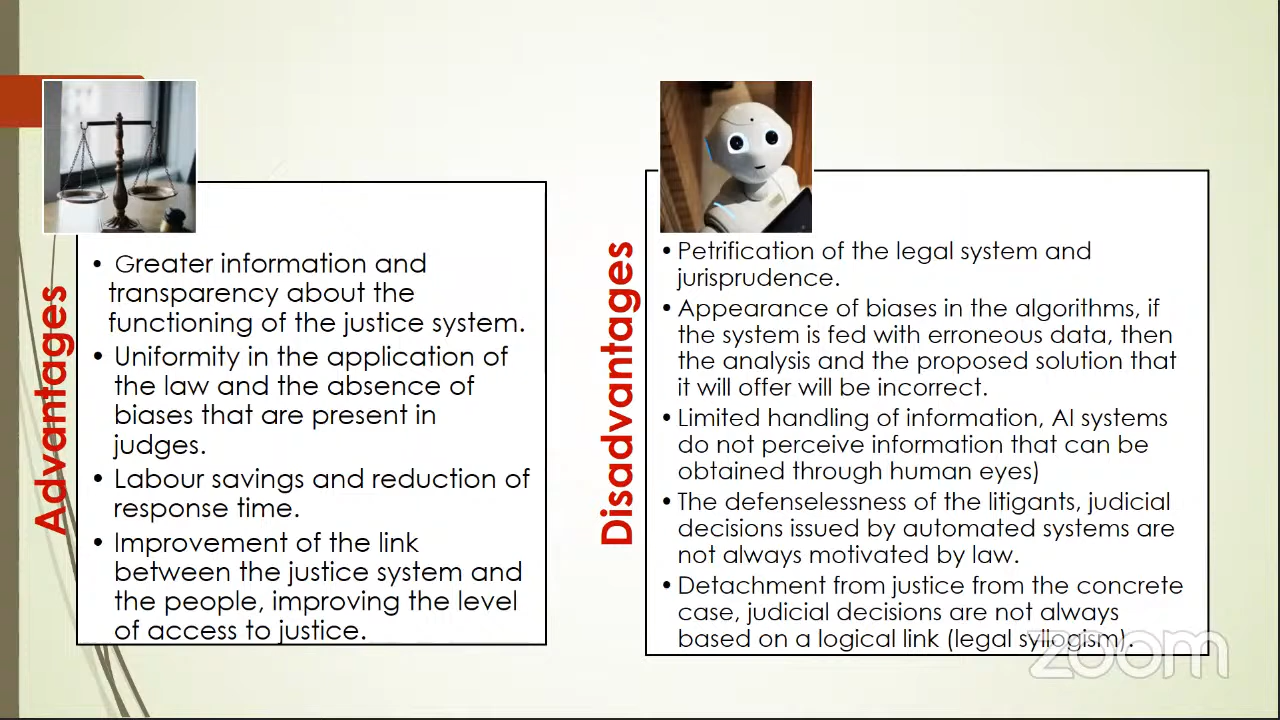 Advantages
• Greater information and
transparency about the
functioning of the justice system.
• Uniformity in the application of
the law and the absence of
biases that are present in
judges.
• Labour savings and reduction of
response time.
• Improvement of the link
between the justice system and
the people, improving the level
of access to justice.
Disadvantages
• Petrification of the legal system and
jurisprudence.
• Appearance of biases in the algorithms, if
the system is fed with erroneous data, then
the analysis and the proposed solution that
it will offer will be incorrect.
• Limited handling of information, AI systems
do not perceive information that can be
obtained through human eyes)
• The defenselessness of the litigants, judicial
decisions issued by automated systems are
not always motivated by law.
• Detachment from justice from the concrete
case, judicial decisions are not always
based on a logical link (legal syllogism).
zoom